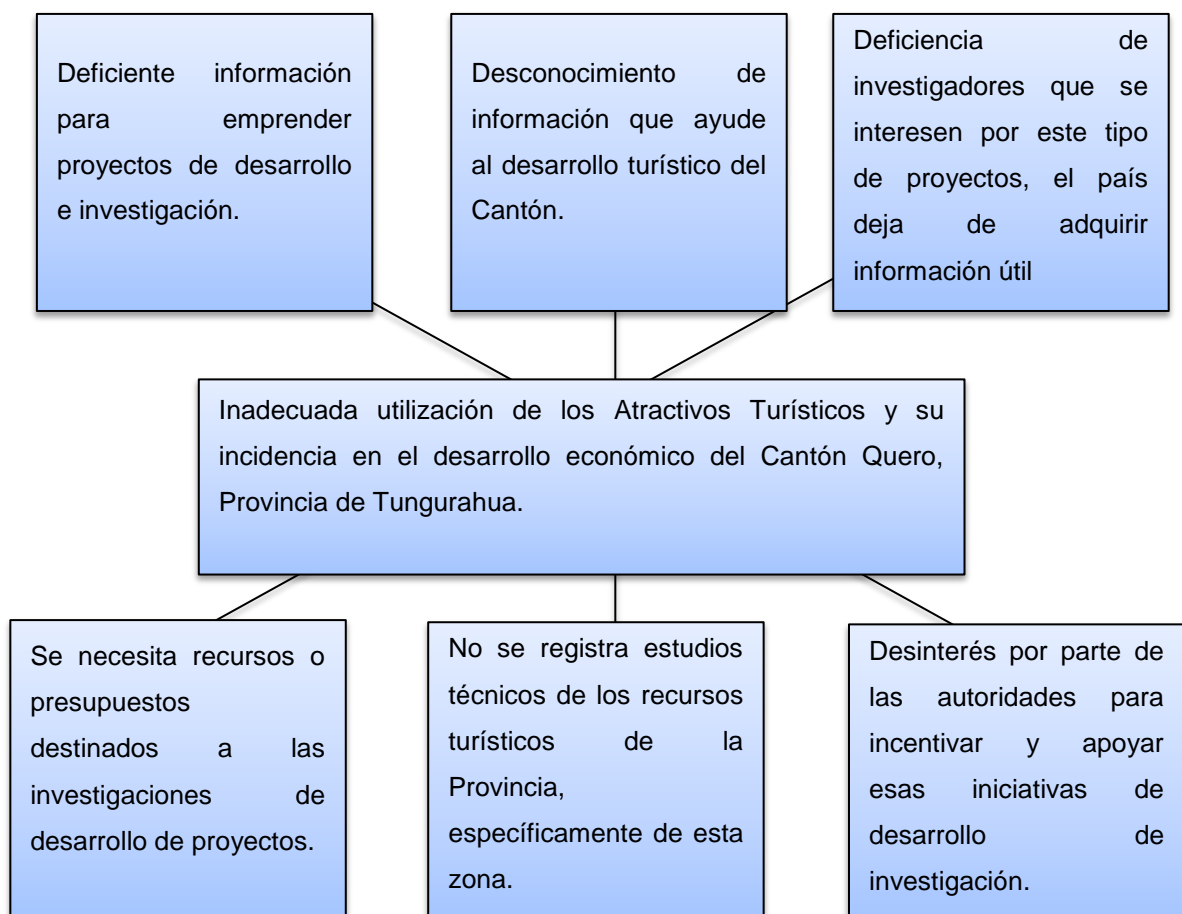 Deficiente información
para emprender
proyectos de desarrollo
e investigación.
Desconocimiento de
información que ayude
al desarrollo turístico del
Cantón.
Deficiencia de
investigadores que se
interesen por este tipo
de proyectos, el país
deja de adquirir
información útil
Inadecuada utilización de los Atractivos Turísticos y su
incidencia en el desarrollo económico del Cantón Quero,
Provincia de Tungurahua.
Se necesita recursos o
presupuestos
destinados a las
investigaciones de
desarrollo de proyectos.
No se registra estudios
técnicos de los recursos
turísticos de la
Provincia,
específicamente de esta
zona.
Desinterés por parte de
las autoridades para
incentivar y apoyar
esas iniciativas de
desarrollo de
investigación.